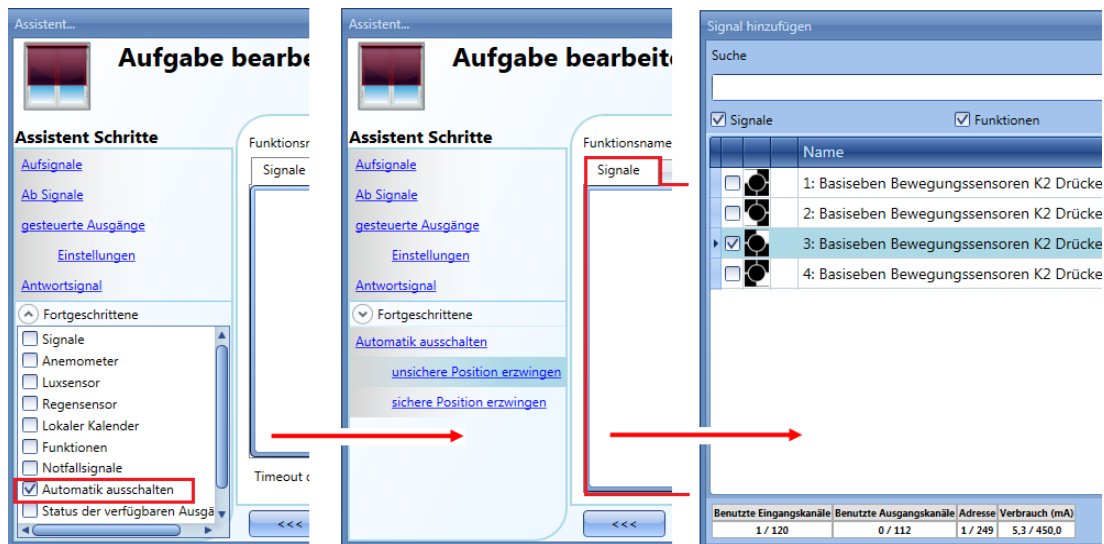 Assistent...
Aufgabe bearbe
Assistent Schritte
Aufsignale
Ab Signale
gesteuerte Ausgänge
Einstellungen
Antwortsignal
Fortgeschrittene
Signale
Anemometer
Luxsensor
Regensensor
Lokaler Kalender
Funktionen
Notfallsignale
Automatik ausschalten
Status der verfügbaren Ausgä
Funktionsr
Signale
Timeout
<<<
Assistent...
Aufgabe bearbeit
Assistent Schritte
Aufsignale
Ab Signale
gesteuerte Ausgänge
Einstellungen
Antwortsignal
Fortgeschrittene
Automatik ausschalten
unsichere Position erzwingen
sichere Position erzwingen
Funktionsname
Signale
<<<
Signal hinzufügen
Suche
Signale Funktionen
Name
1: Basiseben Bewegungssensoren K2 Drücke
2: Basiseben Bewegungssensoren K2 Drücke
3: Basiseben Bewegungssensoren K2 Drücke
4: Basiseben Bewegungssensoren K2 Drücke
Benutzte Eingangskanäle Benutzte Ausgangskanäle Adresse Verbrauch (mA)
1 / 120 0 / 112 1 / 249 5,3 / 450,0